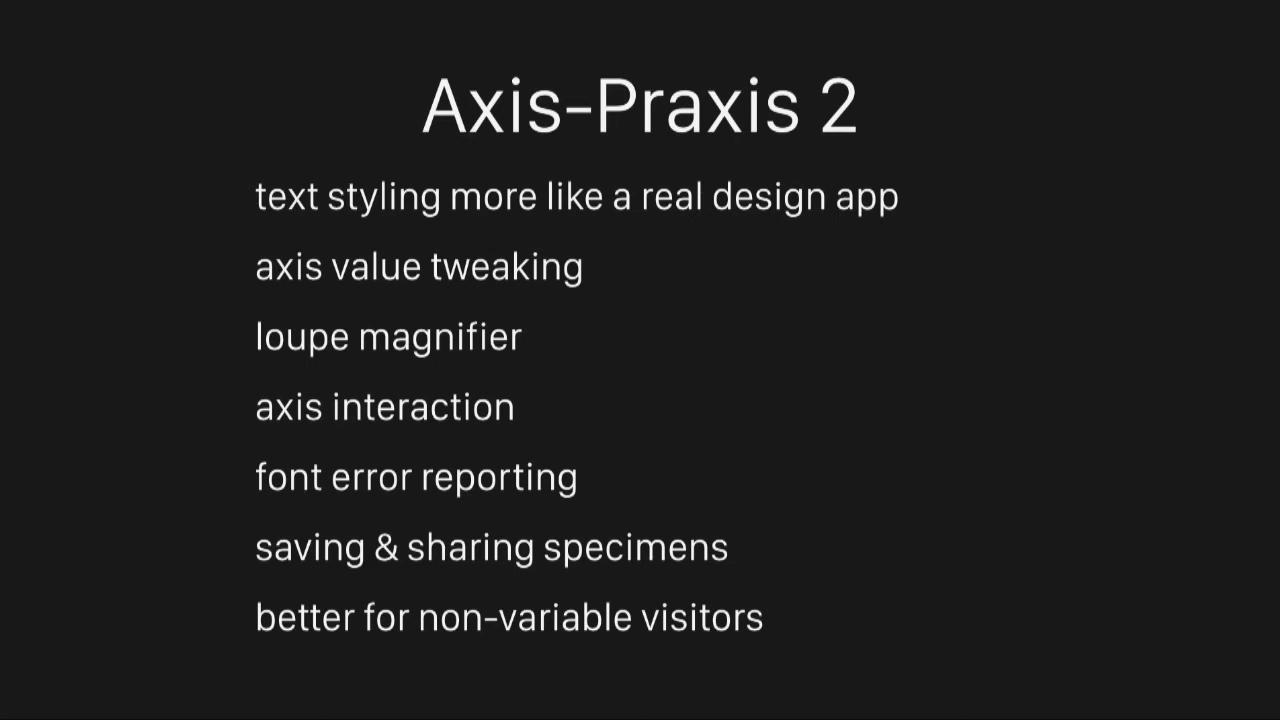 Axis-Praxis 2
text styling more like a real design app
axis value tweaking
loupe magnifier
axis interaction
font error reporting
saving & sharing specimens
better for non-variable visitors